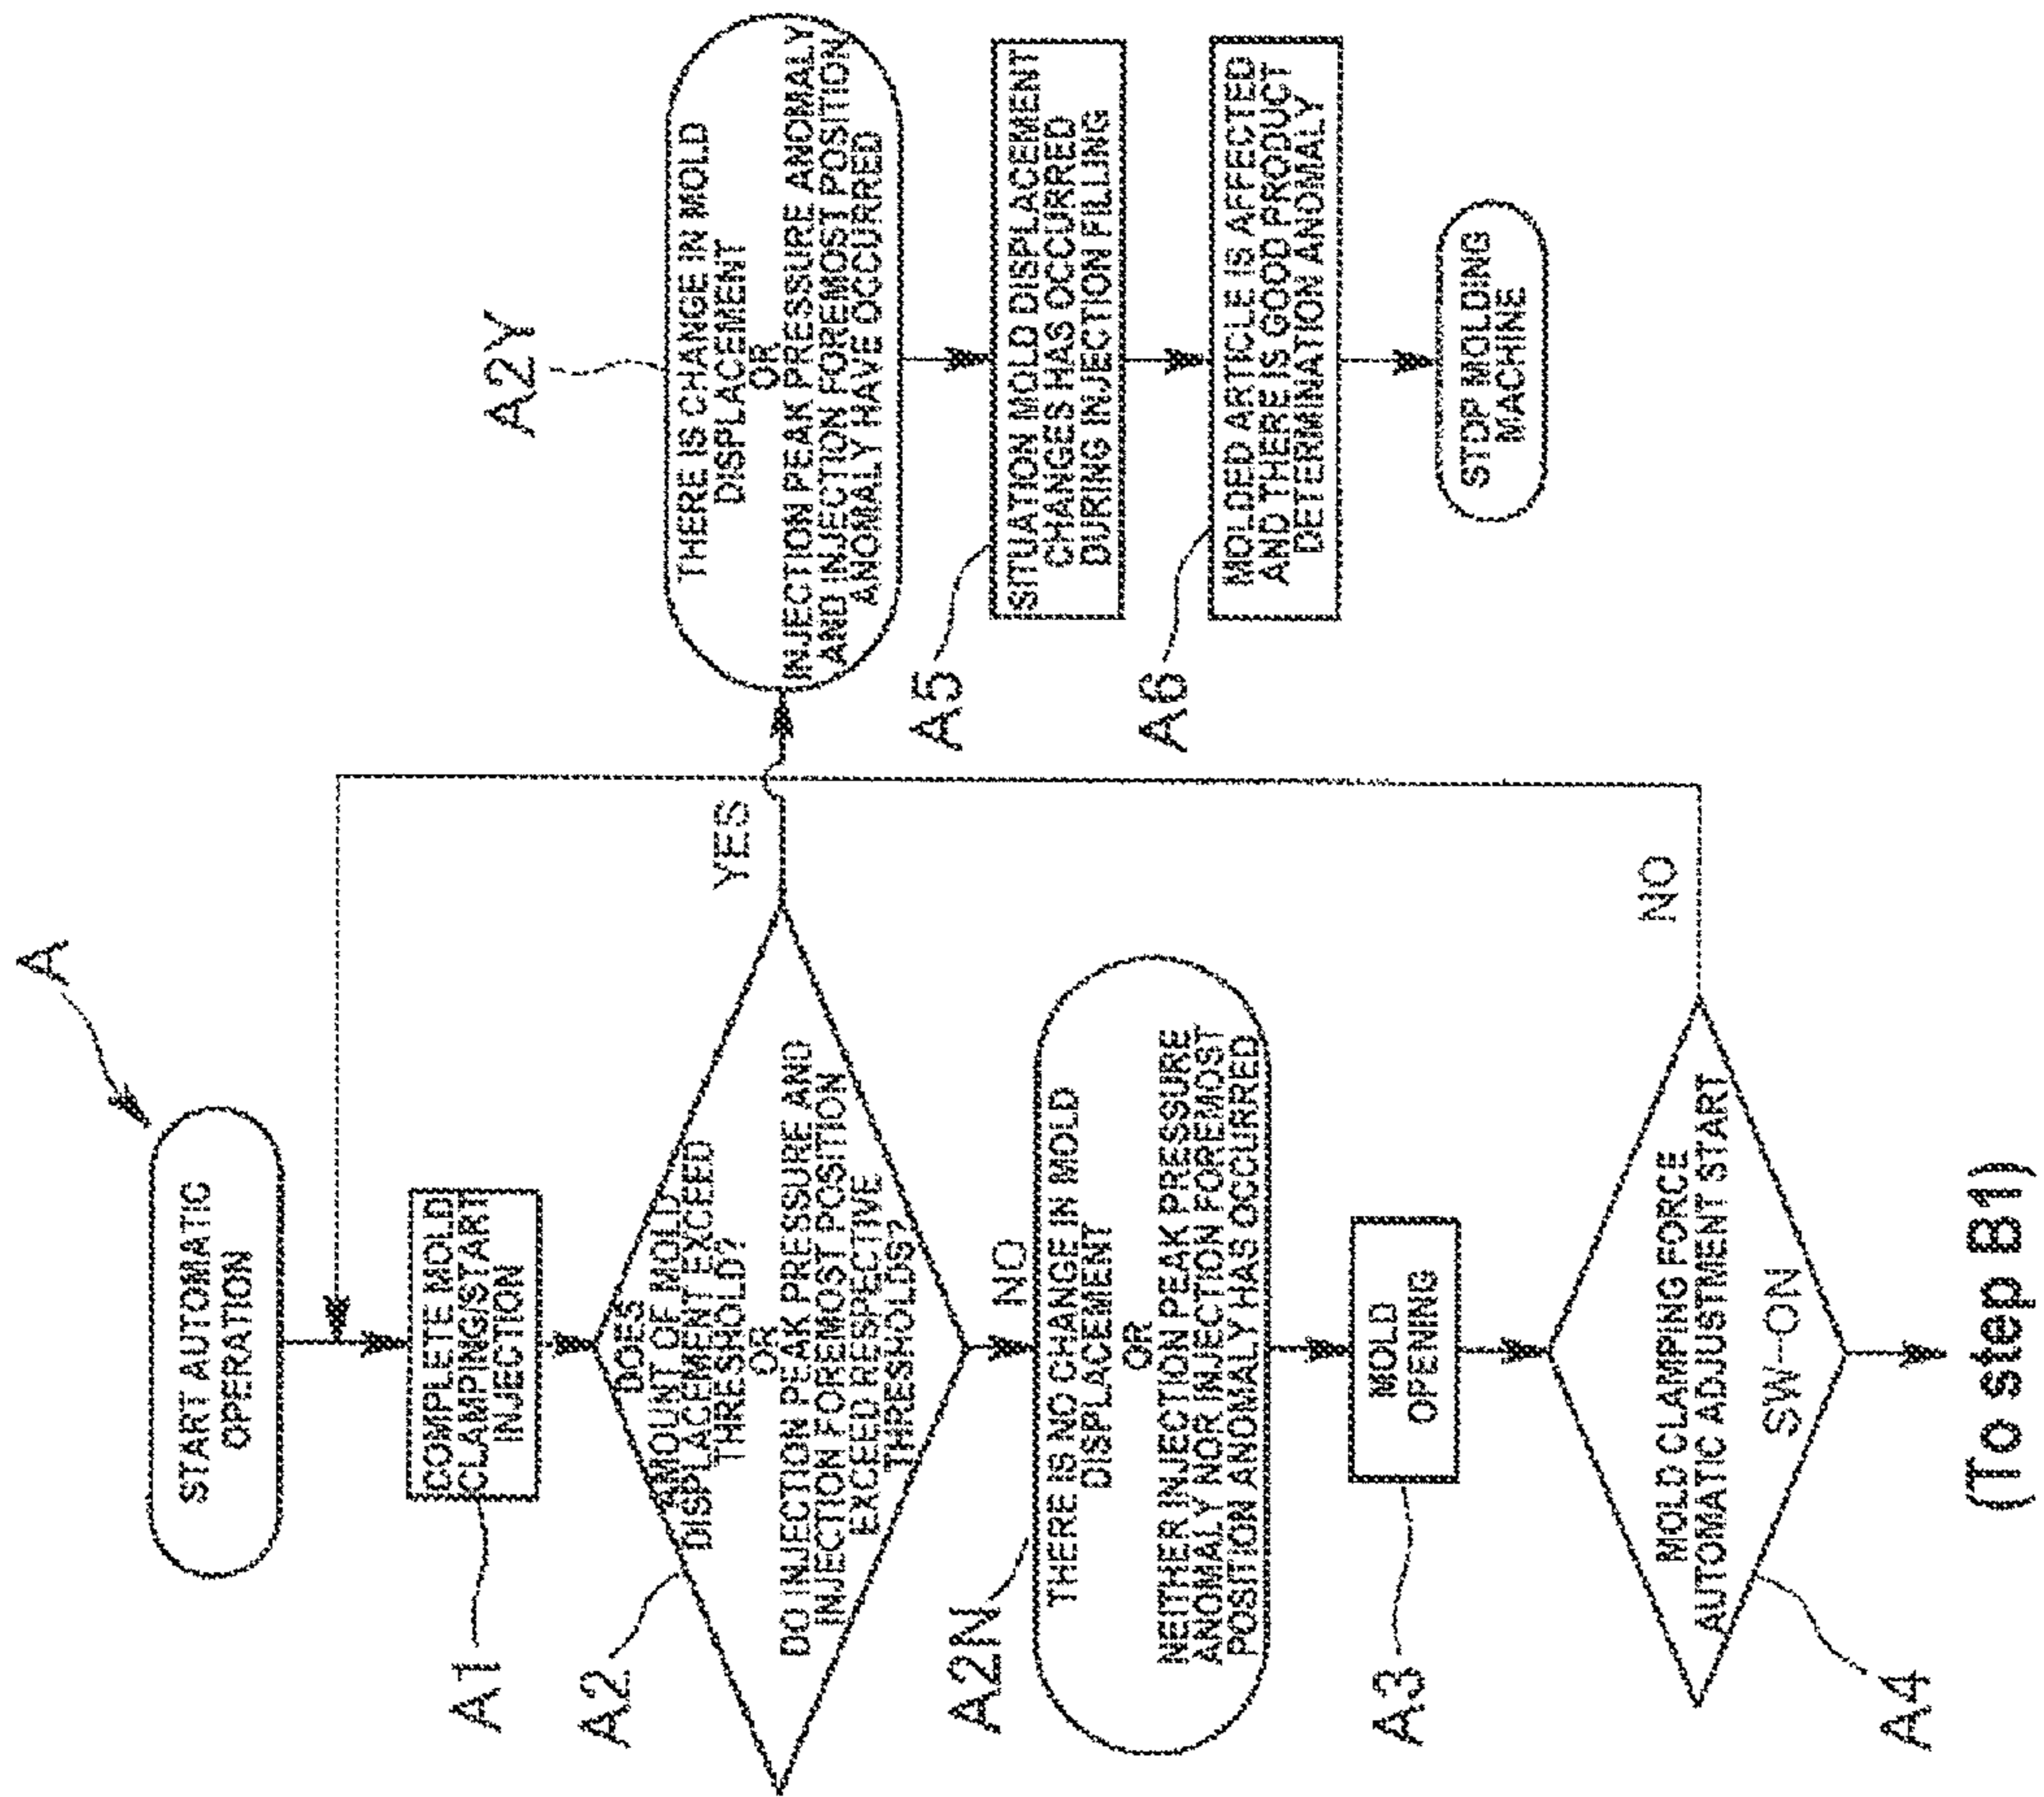 A
START AUTOMATIC
OPERATION
A1
COMPLETE MOLD
CLAMPING/START
INJECTION
A2
DOES
AMOUNT OF MOLD
DISPLACEMENT EXCEED
THRESHOLD?
OR
DO INJECTION PEAK PRESSURE AND
INJECTION FOREMOST POSITION
EXCEED RESPECTIVE
THRESHOLDS?
YES
NO
A2N
THERE IS NO CHANGE IN MOLD
DISPLACEMENT
OR
NEITHER INJECTION PEAK PRESSURE
ANOMALY NOR INJECTION FOREMOST
POSITION ANOMALY HAS OCCURRED
A3
MOLD
OPENING
A4
MOLD CLAMPING FORCE
AUTOMATIC ADJUSTMENT START
SW---ON
NO
(To step B1)
A2Y
THERE IS CHANGE IN MOLD
DISPLACEMENT
OR
INJECTION PEAK PRESSURE ANOMALY
AND INJECTION FOREMOST POSITION
ANOMALY HAVE OCCURRED
A5
SITUATION MOLD DISPLACEMENT
CHANGES HAS OCCURRED
DURING INJECTION FILLING
A6
MOLDED ARTICLE IS AFFECTED
AND THERE IS GOOD PRODUCT
DETERMINATION ANOMALY
STOP MOLDING
MACHINE